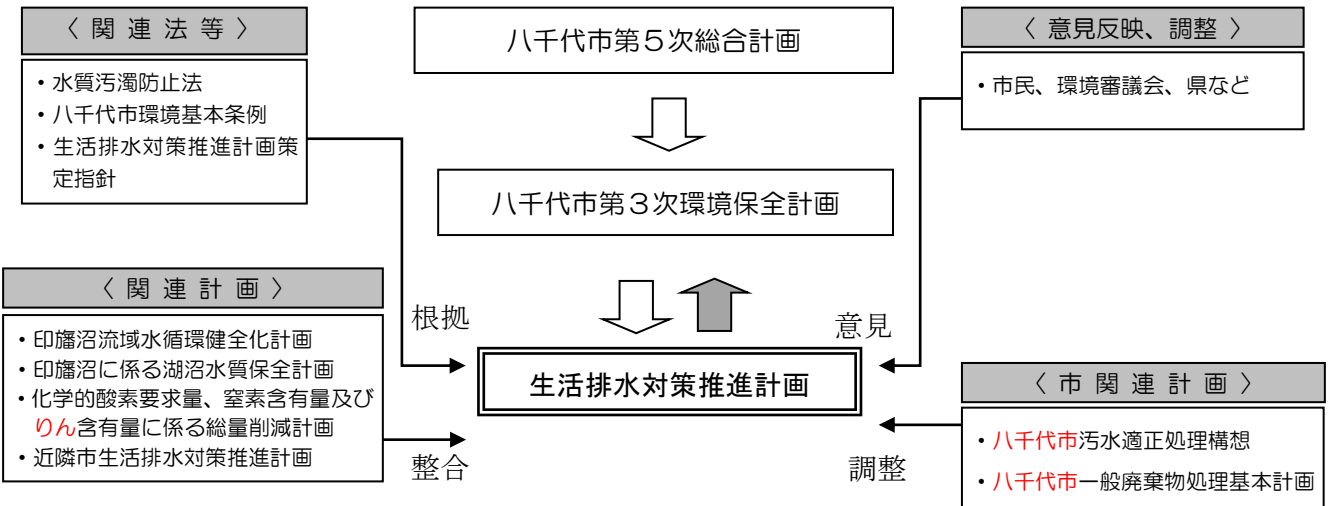 〈 関 連 法 等 〉
・水質汚濁防止法
・八千代市環境基本条例
・生活排水対策推進計画策
定指針
八千代市第５次総合計画
〈 意見反映、調整 〉
・市民、環境審議会、県など
八千代市第３次環境保全計画
〈 関 連 計 画 〉
・印旛沼流域水循環健全化計画
・印旛沼に係る湖沼水質保全計画
・化学的酸素要求量、窒素含有量及び
りん含有量に係る総量削減計画
・近隣市生活排水対策推進計画
根拠
意見
生活排水対策推進計画
整合
調整
〈 市 関 連 計 画 〉
・八千代市汚水適正処理構想
・八千代市一般廃棄物処理基本計画